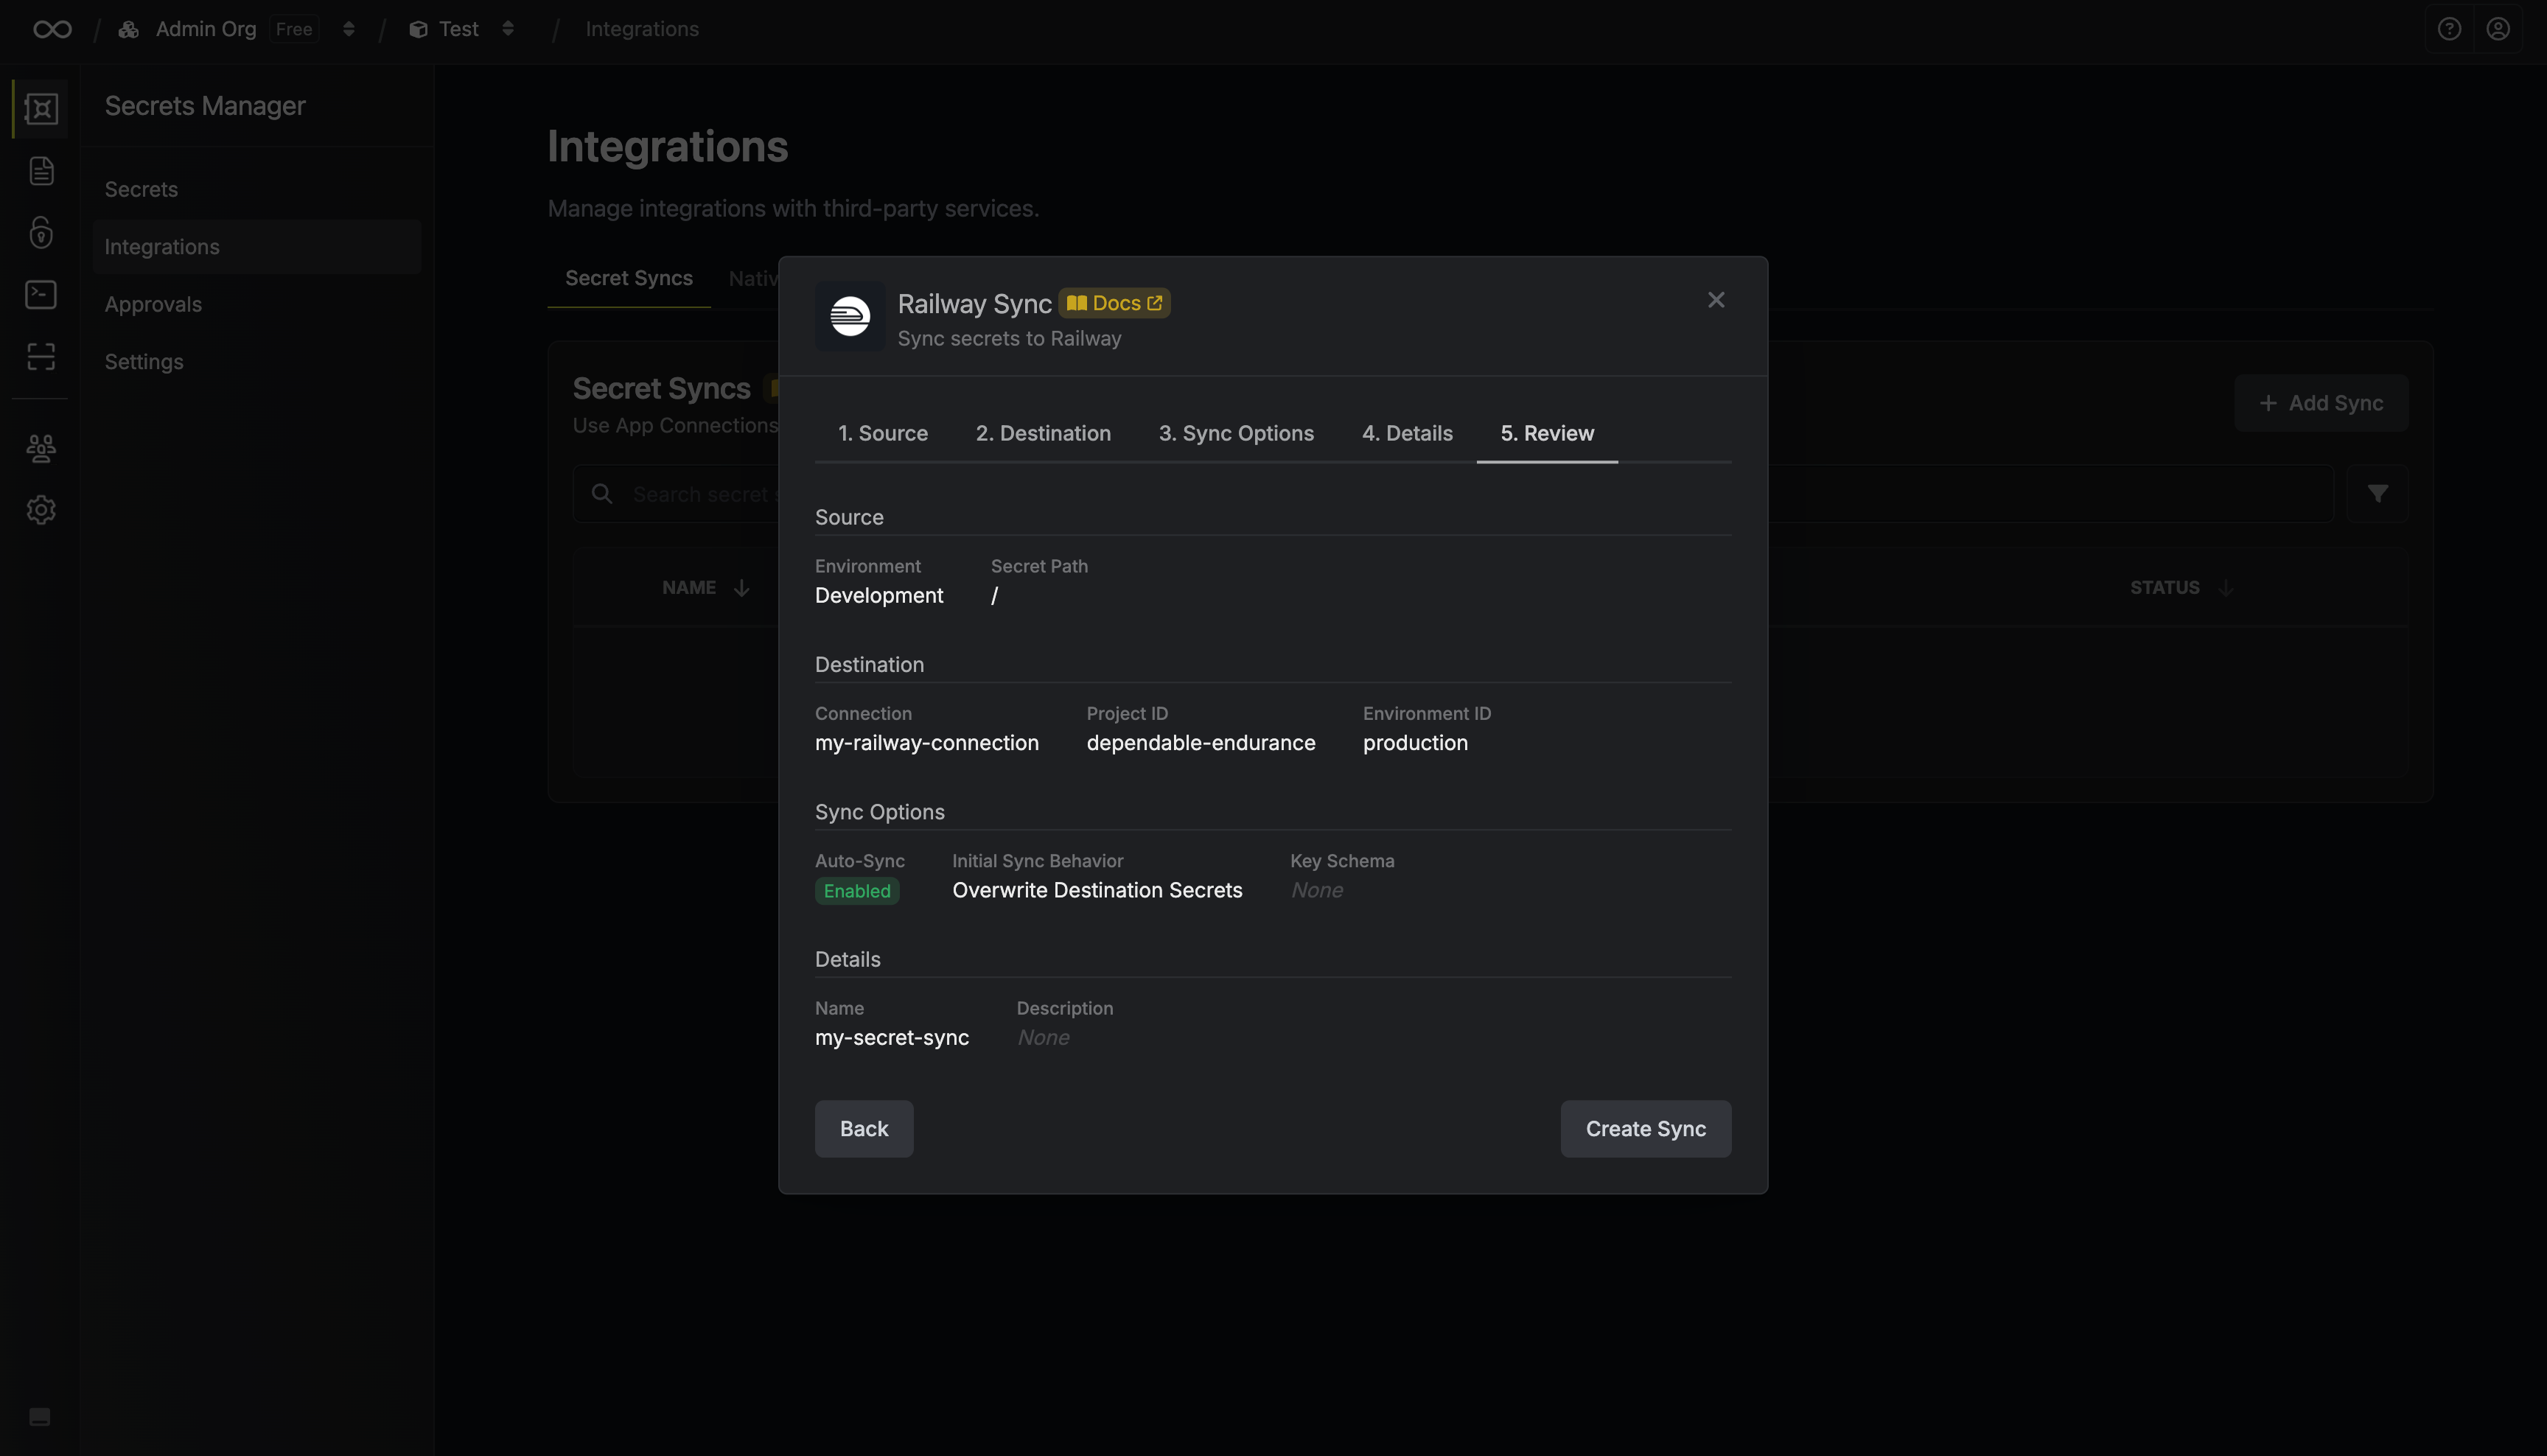 Admin Org Free Test Integrations
Secrets Manager
Secrets
Integrations
Approvals
Settings
Integrations
Manage integrations with third-party services.
Secret Syncs
Secret Syncs
Use App Connections
+ Add Sync
Search secret
NAME
STATUS
Railway Sync Docs
Sync secrets to Railway
1. Source 2. Destination 3. Sync Options 4. Details 5. Review
Source
Environment Secret Path
Development /
Destination
Connection Project ID Environment ID
my-railway-connection dependable-endurance production
Sync Options
Auto-Sync Initial Sync Behavior Key Schema
Enabled Overwrite Destination Secrets None
Details
Name Description
my-secret-sync None
Back Create Sync